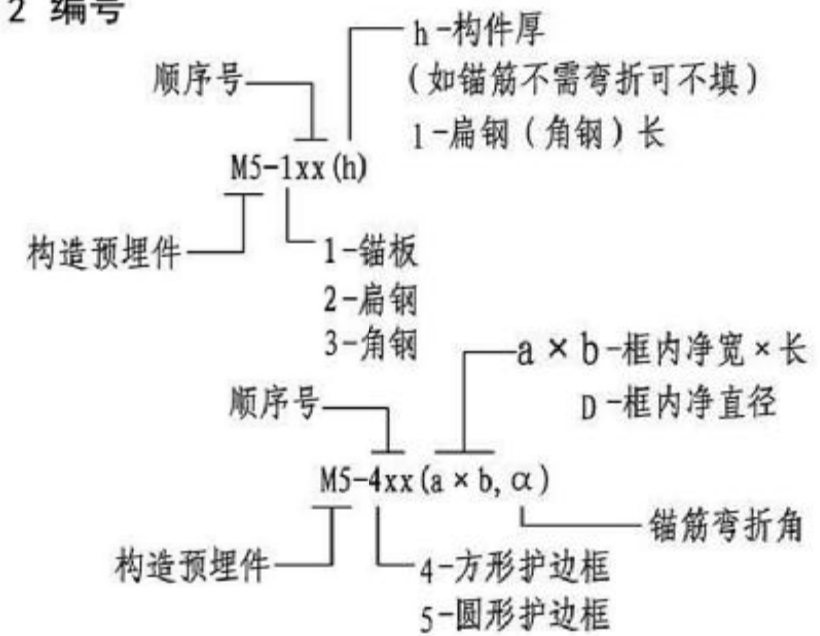 2 编号
h-构件厚
顺序号
(如锚筋不需弯折可不填)
l-扁钢(角钢)长
M5-1xx(h)
构造预埋件
1-锚板
2-扁钢
3-角钢
a×b-框内净宽×长
顺序号
D-框内净直径
M5-4xx(a×b,α)
锚筋弯折角
构造预埋件
4-方形护边框
5-圆形护边框